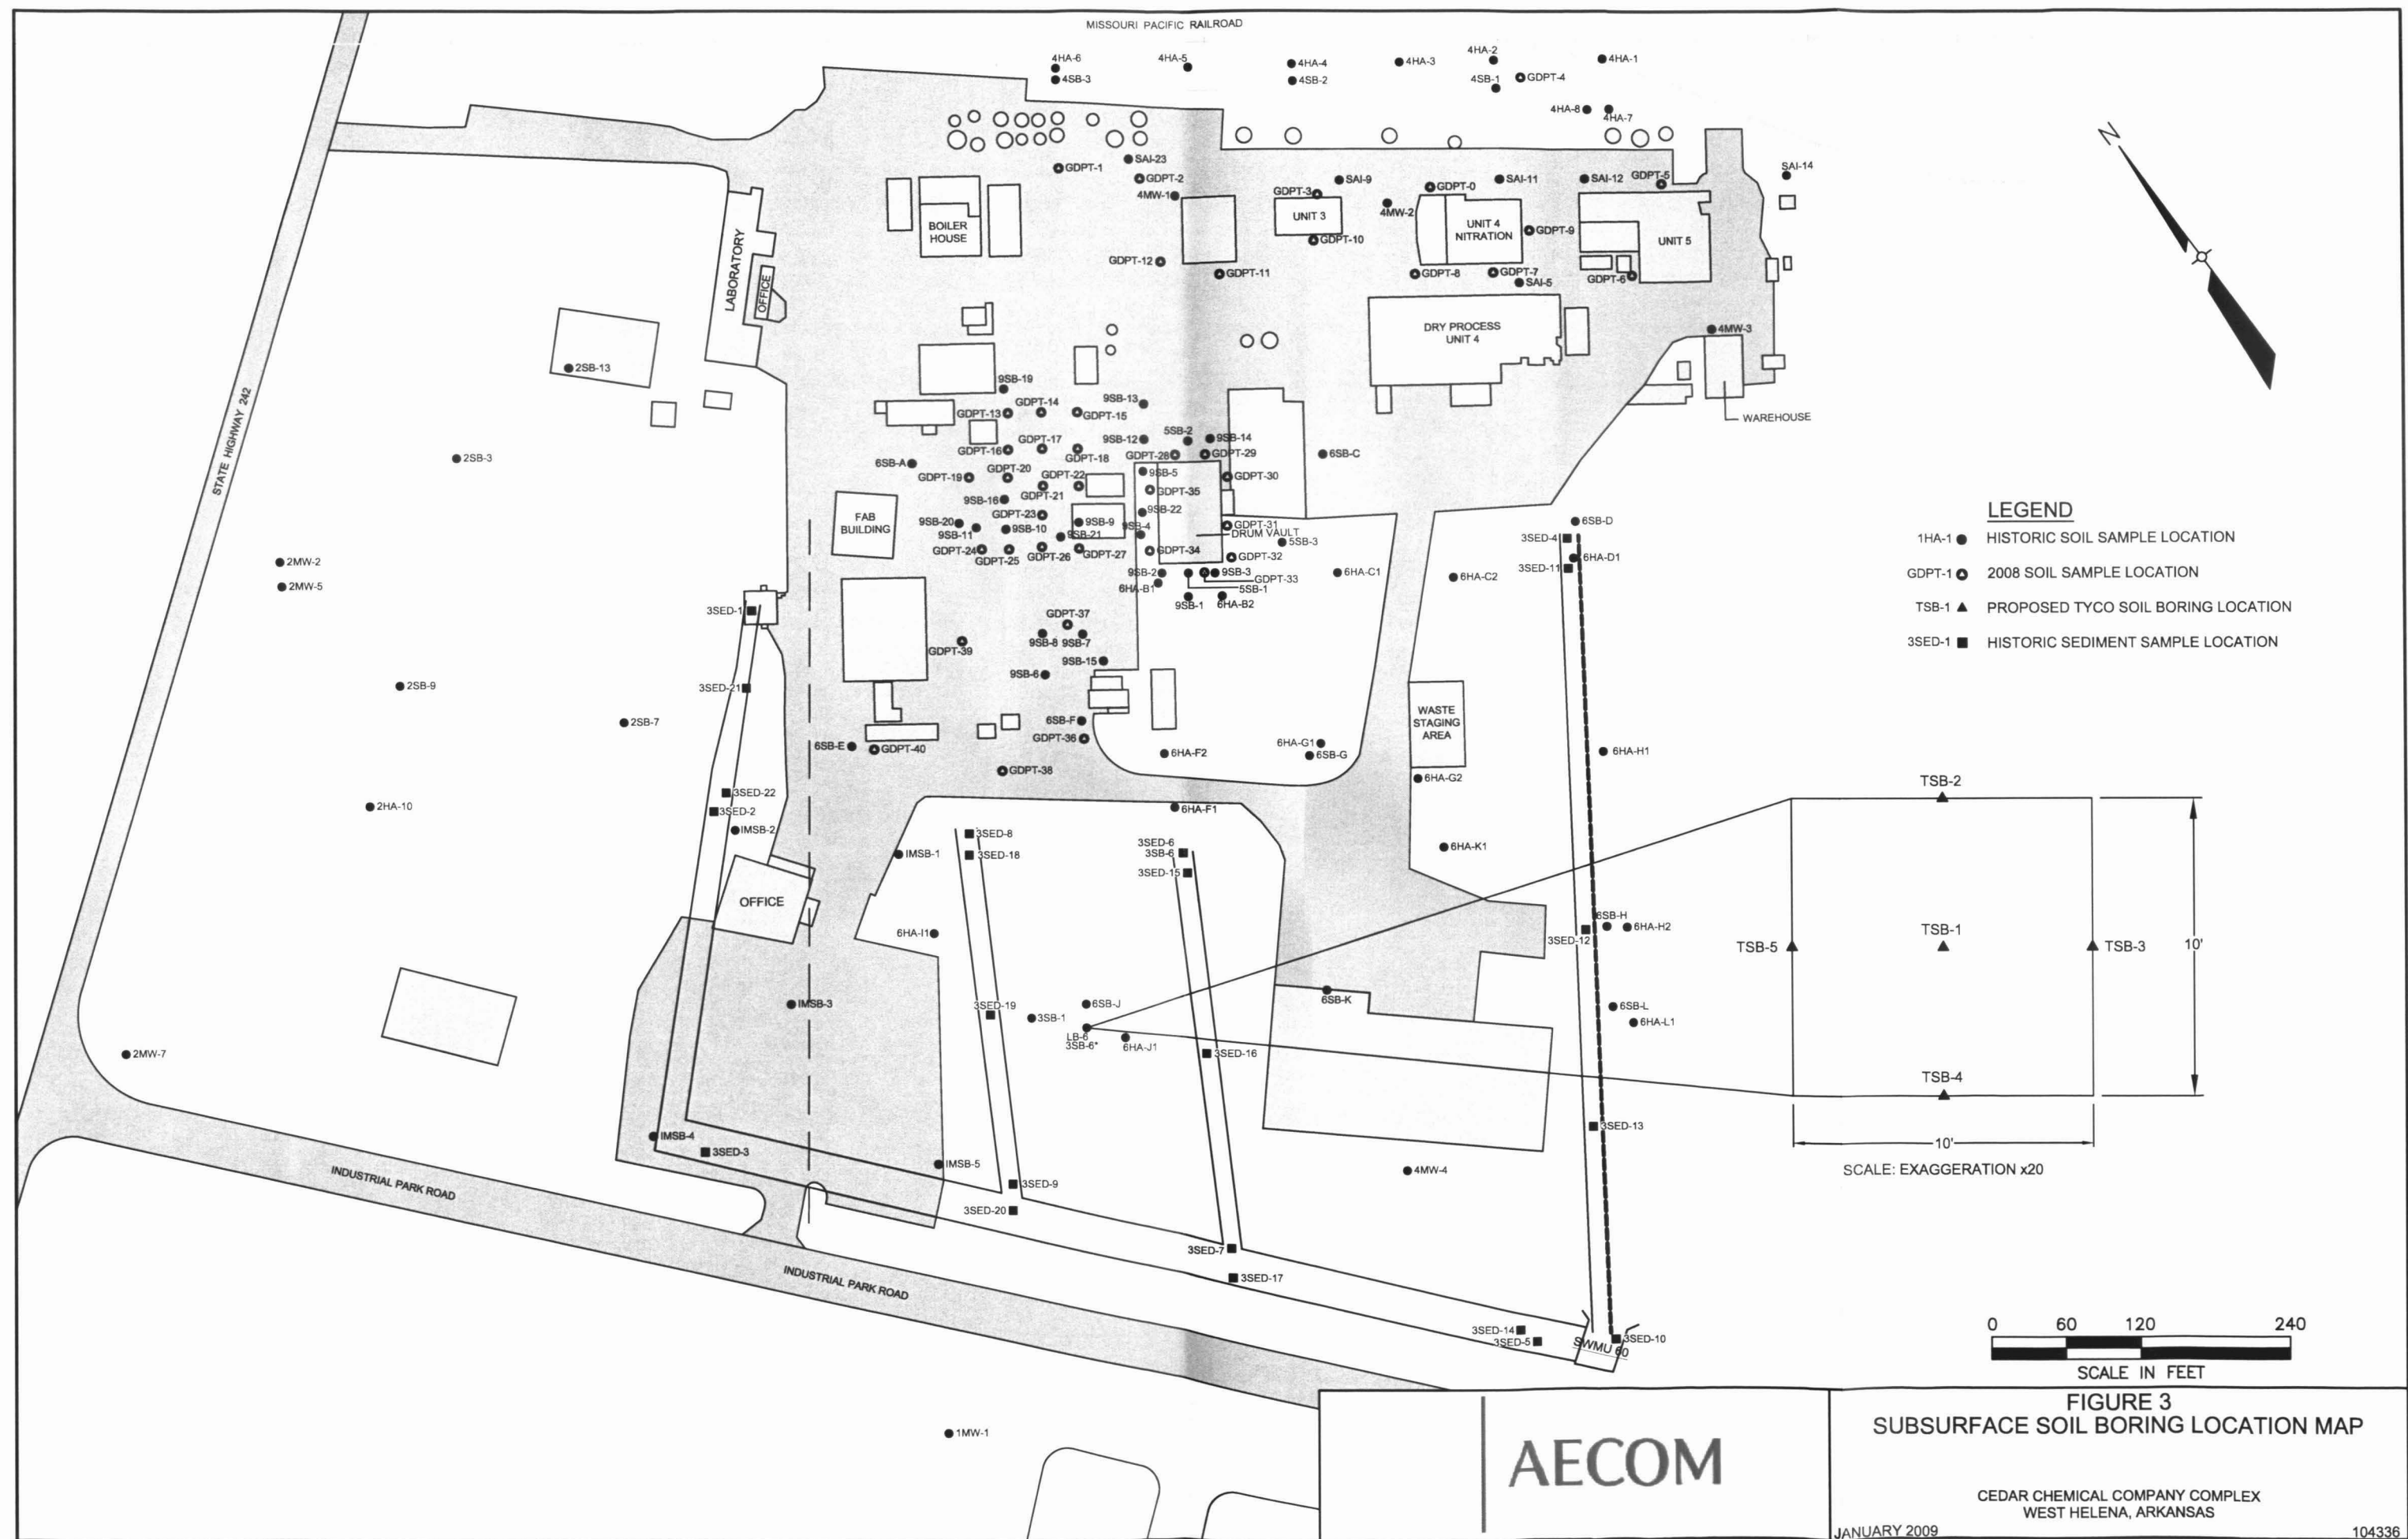 MISSOURI PACIFIC RAILROAD
4HA-6
4SB-3
4HA-5
4HA-4
4SB-2
4HA-3
4HA-2
4SB-1
GDPT-4
4HA-1
4HA-8
4HA-7
SAI-14
N
GDPT-1
SAI-23
GDPT-2
4MW-1
GDPT-3
SAI-9
GDPT-0
SAI-11
SAI-12
GDPT-5
4MW-2
UNIT 3
UNIT 4
NITRATION
GDPT-9
UNIT 5
BOILER
HOUSE
LABORATORY
OFFICE
GDPT-12
GDPT-10
GDPT-11
GDPT-8
GDPT-7
SAI-5
GDPT-6
DRY PROCESS
UNIT 4
4MW-3
WAREHOUSE
STATE HIGHWAY 242
2SB-13
2SB-3
2MW-2
2MW-5
2SB-9
2SB-7
2HA-10
2MW-7
9SB-19
GDPT-14
GDPT-13
GDPT-15
9SB-13
GDPT-17
GDPT-16
GDPT-18
9SB-12
5SB-2
9SB-14
GDPT-28
GDPT-29
6SB-C
6SB-A
GDPT-19
GDPT-20
GDPT-22
9SB-5
GDPT-30
GDPT-35
9SB-16
GDPT-21
FAB
BUILDING
GDPT-23
9SB-22
9SB-20
9SB-11
9SB-10
9SB-9
9SB-21
9SB-4
GDPT-31
DRUM VAULT
5SB-3
GDPT-24
GDPT-25
GDPT-26
GDPT-27
GDPT-34
GDPT-32
9SB-2
9SB-3
GDPT-33
6HA-B1
5SB-1
9SB-1
6HA-B2
6HA-C1
6HA-C2
6SB-D
3SED-4
6HA-D1
3SED-11
3SED-1
GDPT-37
9SB-8
9SB-7
GDPT-39
9SB-15
9SB-6
3SED-21
6SB-F
GDPT-36
6SB-E
GDPT-40
GDPT-38
6HA-F2
6HA-G1
6SB-G
WASTE
STAGING
AREA
6HA-G2
6HA-H1
3SED-22
3SED-2
IMSB-2
6HA-F1
3SED-8
3SED-18
IMSB-1
3SED-6
3SB-6
3SED-15
6HA-K1
OFFICE
6HA-I1
6SB-H
6HA-H2
3SED-12
IMSB-3
3SED-19
3SB-1
6SB-J
LB-6
3SB-6*
6HA-J1
3SED-16
6SB-K
6SB-L
6HA-L1
IMSB-4
3SED-3
IMSB-5
3SED-9
3SED-20
4MW-4
3SED-13
3SED-7
3SED-17
3SED-14
3SED-5
SWMU 60
3SED-10
INDUSTRIAL PARK ROAD
INDUSTRIAL PARK ROAD
1MW-1
LEGEND
1HA-1 HISTORIC SOIL SAMPLE LOCATION
GDPT-1 2008 SOIL SAMPLE LOCATION
TSB-1 PROPOSED TYCO SOIL BORING LOCATION
3SED-1 HISTORIC SEDIMENT SAMPLE LOCATION
TSB-2
TSB-5
TSB-1
TSB-3
10'
TSB-4
10'
SCALE: EXAGGERATION x20
0 60 120 240
SCALE IN FEET
AECOM
FIGURE 3
SUBSURFACE SOIL BORING LOCATION MAP
CEDAR CHEMICAL COMPANY COMPLEX
WEST HELENA, ARKANSAS
JANUARY 2009
104336